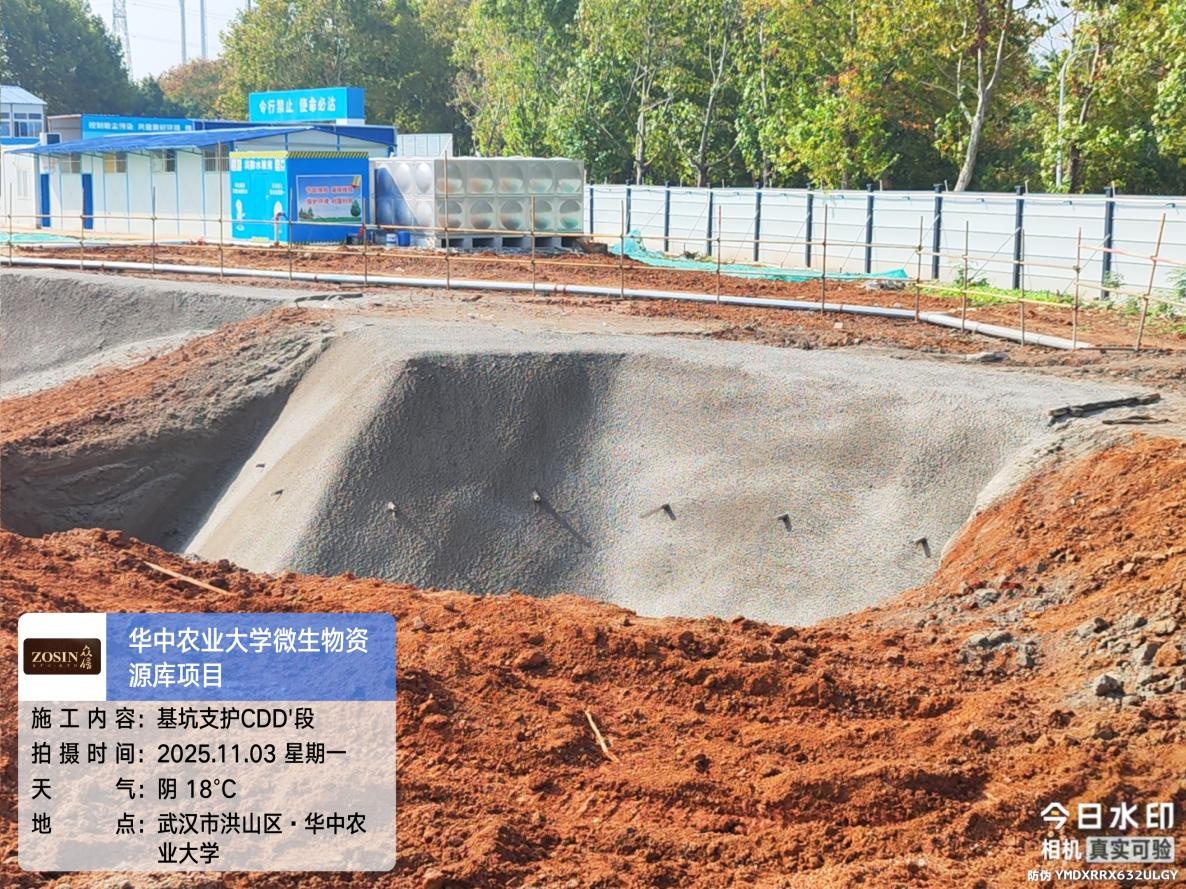 令行禁止 使命必达
ZOSIN
众信
华中农业大学微生物资
源库项目
施工内容：基坑支护CDD'段
拍摄时间：2025.11.03 星期一
天气：阴 18°C
地点：武汉市洪山区·华中农
业大学
今日水印
相机 真实可验
防伪 YMDXRRX632ULGY